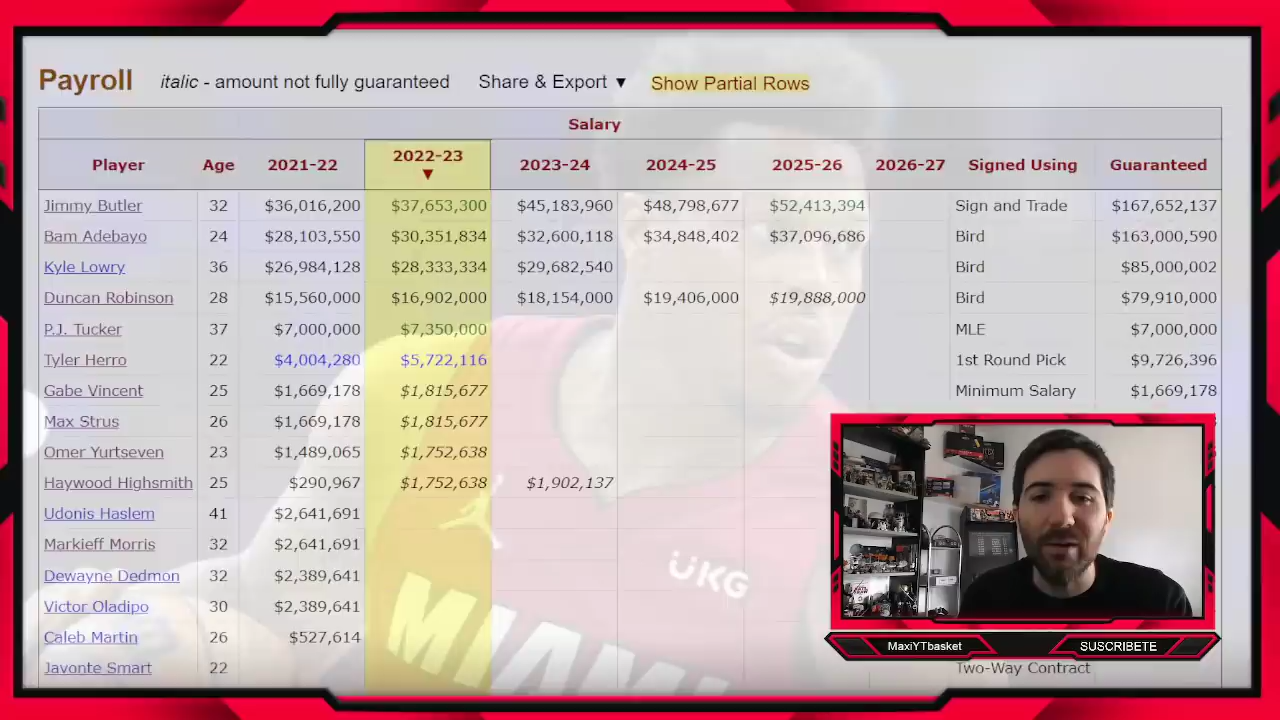 Payroll italic - amount not fully guaranteed Share & Export ▼ Show Partial Rows
Salary
Player Age 2021-22 2022-23 ▼ 2023-24 2024-25 2025-26 2026-27 Signed Using Guaranteed
Jimmy Butler 32 $36,016,200 $37,653,300 $45,183,960 $48,798,677 $52,413,394 Sign and Trade $167,652,137
Bam Adebayo 24 $28,103,550 $30,351,834 $32,600,118 $34,848,402 $37,096,686 Bird $163,000,590
Kyle Lowry 36 $26,984,128 $28,333,334 $29,682,540 Bird $85,000,002
Duncan Robinson 28 $15,560,000 $16,902,000 $18,154,000 $19,406,000 $19,888,000 Bird $79,910,000
P.J. Tucker 37 $7,000,000 $7,350,000 MLE $7,000,000
Tyler Herro 22 $4,004,280 $5,722,116 1st Round Pick $9,726,396
Gabe Vincent 25 $1,669,178 $1,815,677 Minimum Salary $1,669,178
Max Strus 26 $1,669,178 $1,815,677
Omer Yurtseven 23 $1,489,065 $1,752,638
Haywood Highsmith 25 $290,967 $1,752,638 $1,902,137
Udonis Haslem 41 $2,641,691
Markieff Morris 32 $2,641,691
Dewayne Dedmon 32 $2,389,641
Victor Oladipo 30 $2,389,641
Caleb Martin 26 $527,614
Javonte Smart 22 Two-Way Contract
UKG
MIAMI
MaxiYTbasket SUSCRIBETE